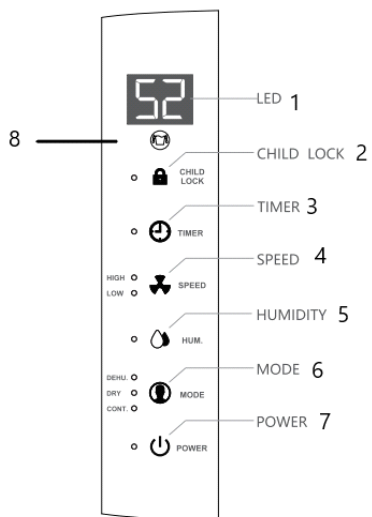 52
LED 1
8
CHILD LOCK 2
CHILD
LOCK
TIMER 3
TIMER
SPEED 4
HIGH
LOW
SPEED
HUMIDITY 5
HUM.
MODE 6
DEHU.
DRY
CONT.
MODE
POWER 7
POWER